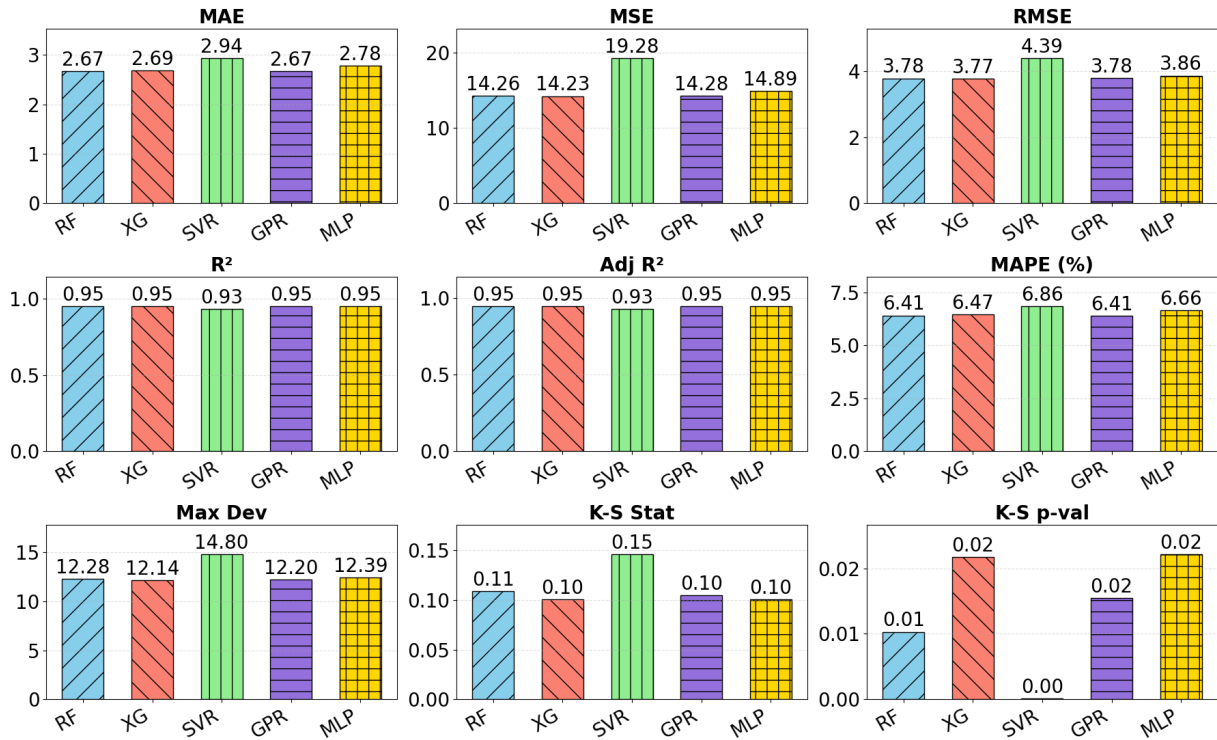 MAE
MSE
RMSE
3
2
1
0
2.67
2.69
2.94
2.67
2.78
RF
XG
SVR
GPR
MLP
20
10
0
14.26
14.23
19.28
14.28
14.89
RF
XG
SVR
GPR
MLP
4
2
0
3.78
3.77
4.39
3.78
3.86
RF
XG
SVR
GPR
MLP
R²
Adj R²
MAPE (%)
1.0
0.5
0.0
0.95
0.95
0.93
0.95
0.95
RF
XG
SVR
GPR
MLP
1.0
0.5
0.0
0.95
0.95
0.93
0.95
0.95
RF
XG
SVR
GPR
MLP
7.5
5.0
2.5
0.0
6.41
6.47
6.86
6.41
6.66
RF
XG
SVR
GPR
MLP
Max Dev
K-S Stat
K-S p-val
15
10
5
0
12.28
12.14
14.80
12.20
12.39
RF
XG
SVR
GPR
MLP
0.15
0.10
0.05
0.00
0.11
0.10
0.15
0.10
0.10
RF
XG
SVR
GPR
MLP
0.02
0.01
0.00
0.01
0.02
0.00
0.02
0.02
RF
XG
SVR
GPR
MLP